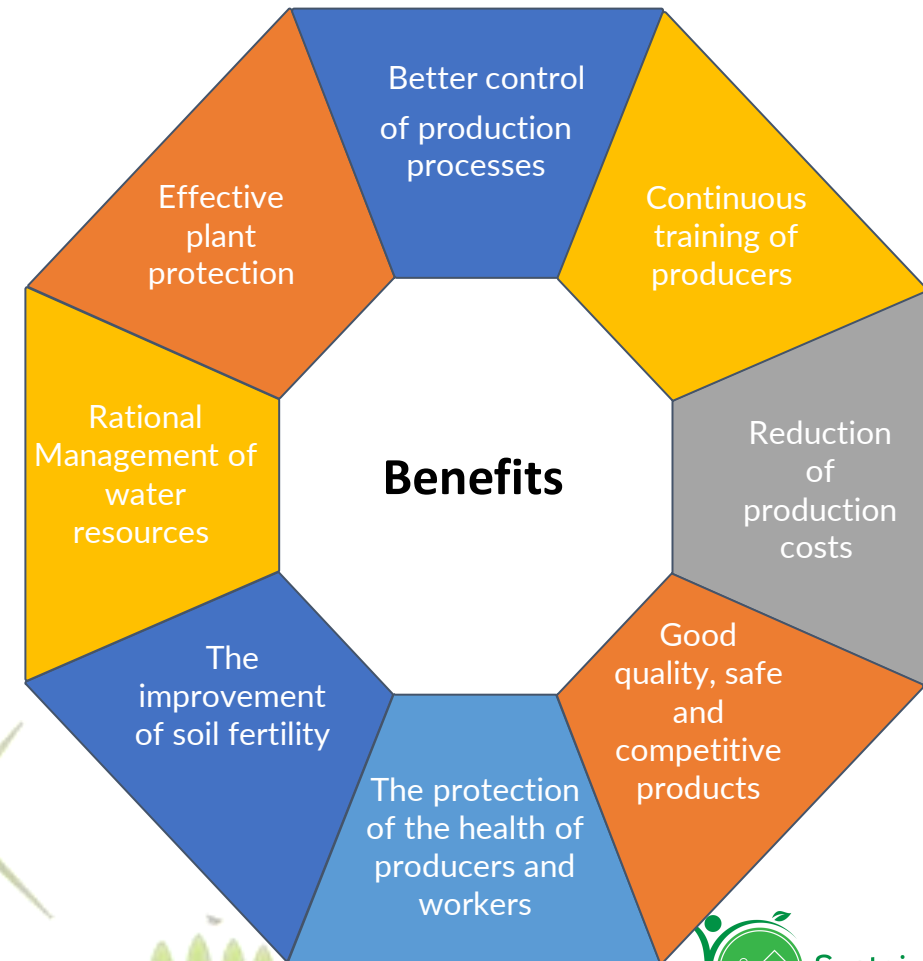 Better control
of production
processes
Continuous
training of
producers
Reduction
of
production
costs
Good
quality, safe
and
competitive
products
The protection
of the health of
producers and
workers
The
improvement
of soil fertility
Rational
Management of
water
resources
Effective
plant
protection
Benefits